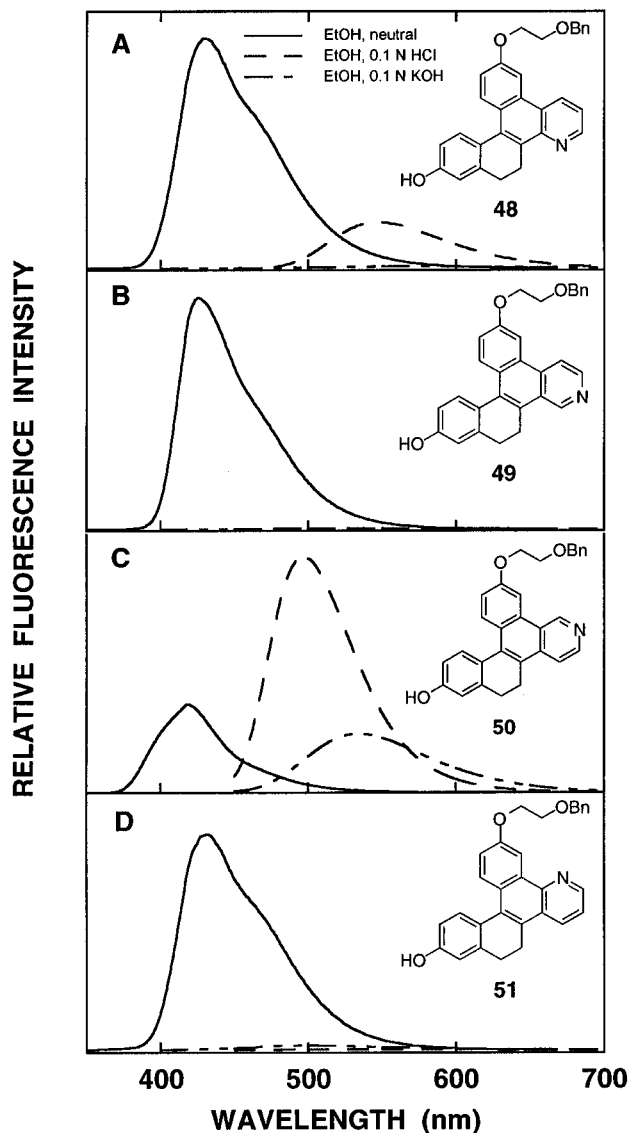 A
EtOH, neutral
EtOH, 0.1 N HCl
EtOH, 0.1 N KOH
O
OBn
N
HO
48
B
O
OBn
N
HO
49
C
O
OBn
N
HO
50
D
O
OBn
N
HO
51
RELATIVE FLUORESCENCE INTENSITY
400
500
600
700
WAVELENGTH (nm)